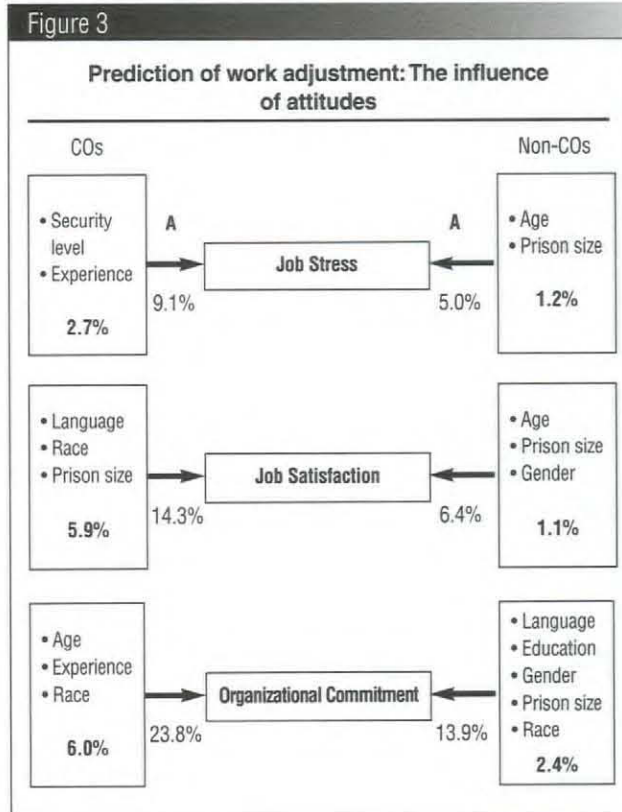 Figure 3
Prediction of work adjustment: The influence
of attitudes
COs
Non-COs
• Security
level
• Experience
2.7%
A
9.1%
Job Stress
A
5.0%
• Age
• Prison size
1.2%
• Language
• Race
• Prison size
5.9%
14.3%
Job Satisfaction
6.4%
• Age
• Prison size
• Gender
1.1%
• Age
• Experience
• Race
6.0%
23.8%
Organizational Commitment
13.9%
• Language
• Education
• Gender
• Prison size
• Race
2.4%